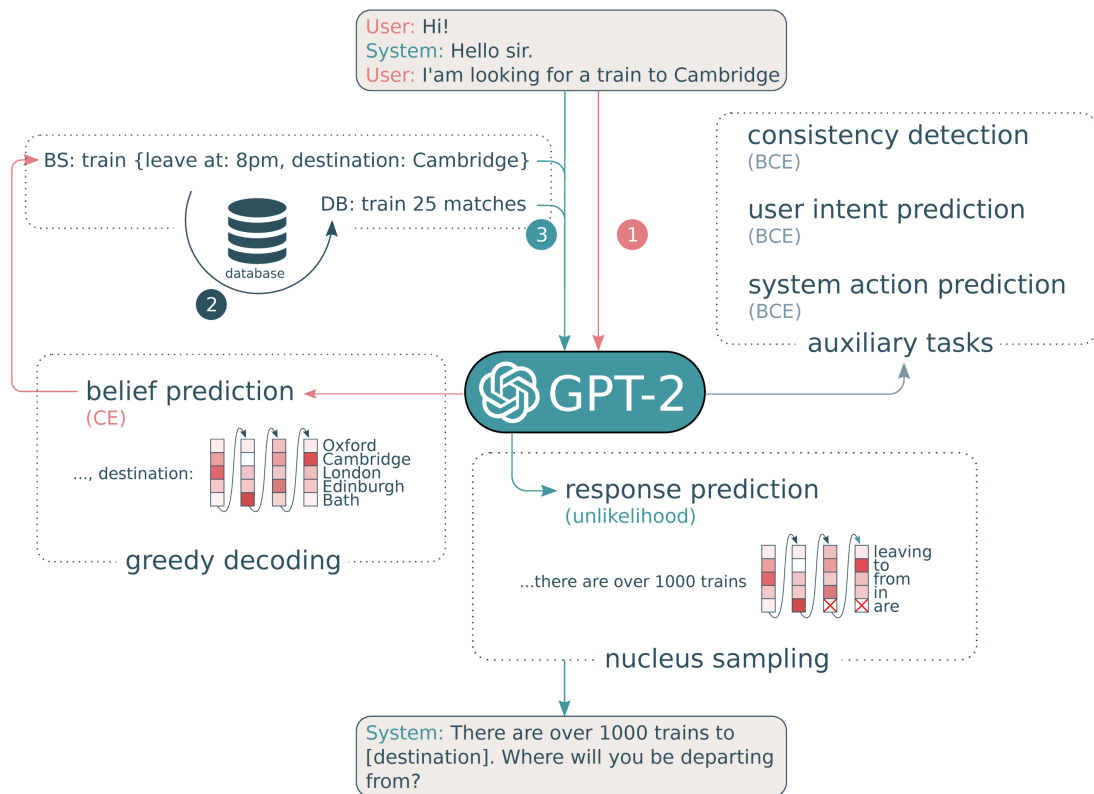 User: Hi!
System: Hello sir.
User: I'am looking for a train to Cambridge
BS: train {leave at: 8pm, destination: Cambridge}
DB: train 25 matches
database
2
3
1
consistency detection
(BCE)
user intent prediction
(BCE)
system action prediction
(BCE)
auxiliary tasks
GPT-2
belief prediction
(CE)
..., destination:
Oxford
Cambridge
London
Edinburgh
Bath
greedy decoding
response prediction
(unlikelihood)
...there are over 1000 trains
leaving
to
from
in
are
nucleus sampling
System: There are over 1000 trains to
[destination]. Where will you be departing
from?